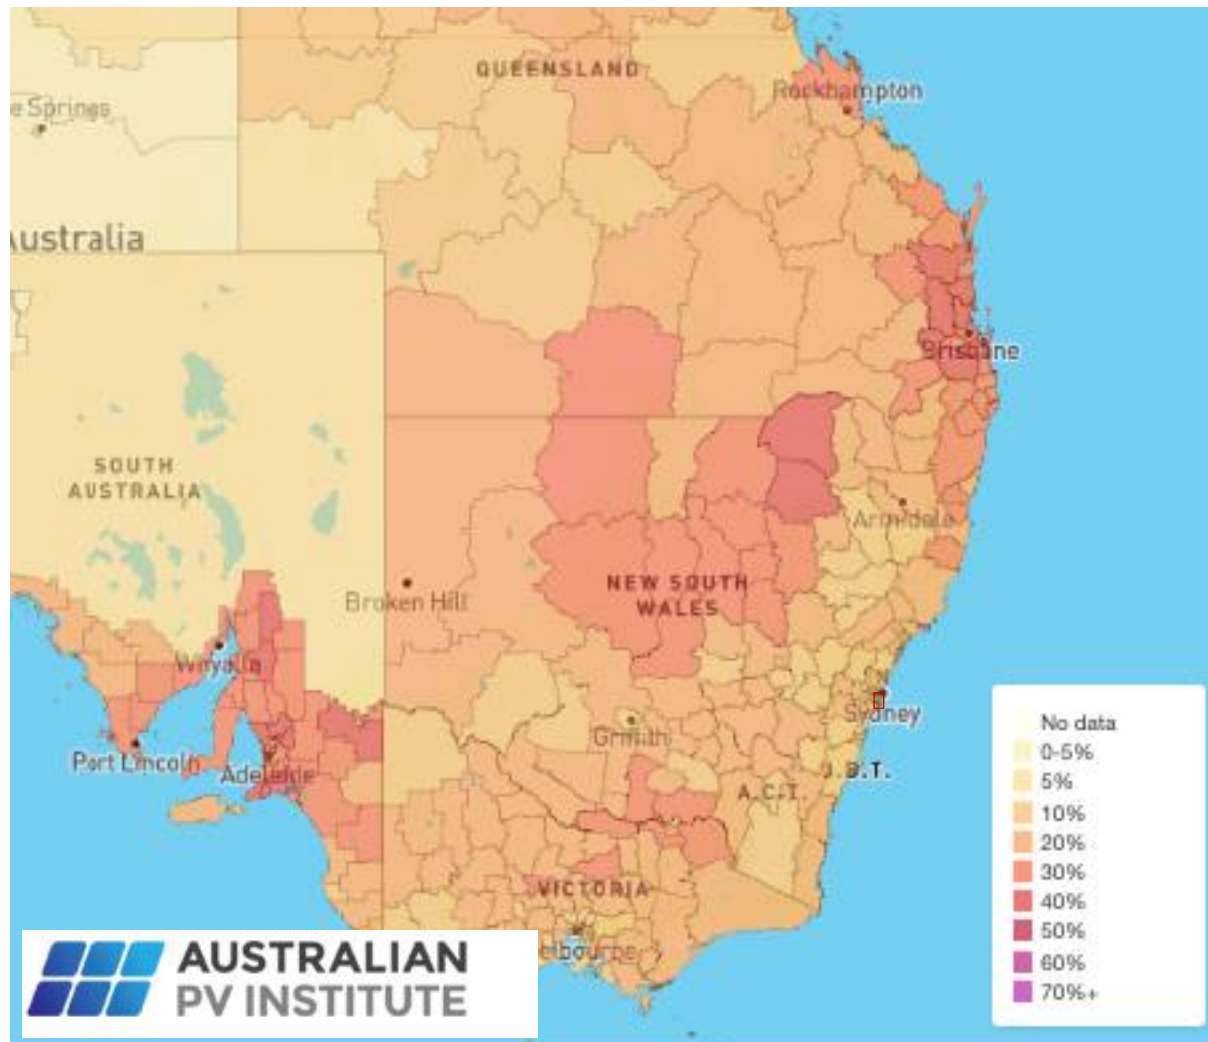 QUEENSLAND
Rockhampton
e Springs
Australia
Brisbane
SOUTH
AUSTRALIA
Armidale
NEW SOUTH
WALES
Broken Hill
Whyalla
Sydney
No data
Griffith
0-5%
Port Lincoln
Adelaide
J.B.T.
5%
A.C.T.
10%
20%
30%
VICTORIA
40%
50%
elbourne
60%
70%+
AUSTRALIAN
PV INSTITUTE